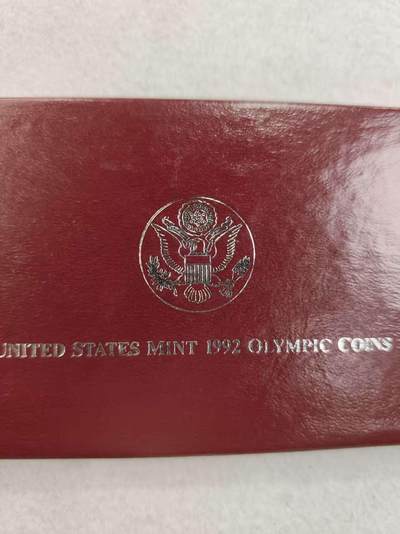 UNITED STATES MINT 1992 OLYMPIC COINS